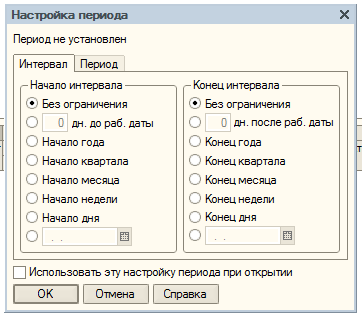 Настройка периода
Период не установлен
Интервал Период
Начало интервала
Без ограничения
0 дн. до раб. даты
Начало года
Начало квартала
Начало месяца
Начало недели
Начало дня
. .
Конец интервала
Без ограничения
0 дн. после раб. даты
Конец года
Конец квартала
Конец месяца
Конец недели
Конец дня
. .
Использовать эту настройку периода при открытии
OK Отмена Справка